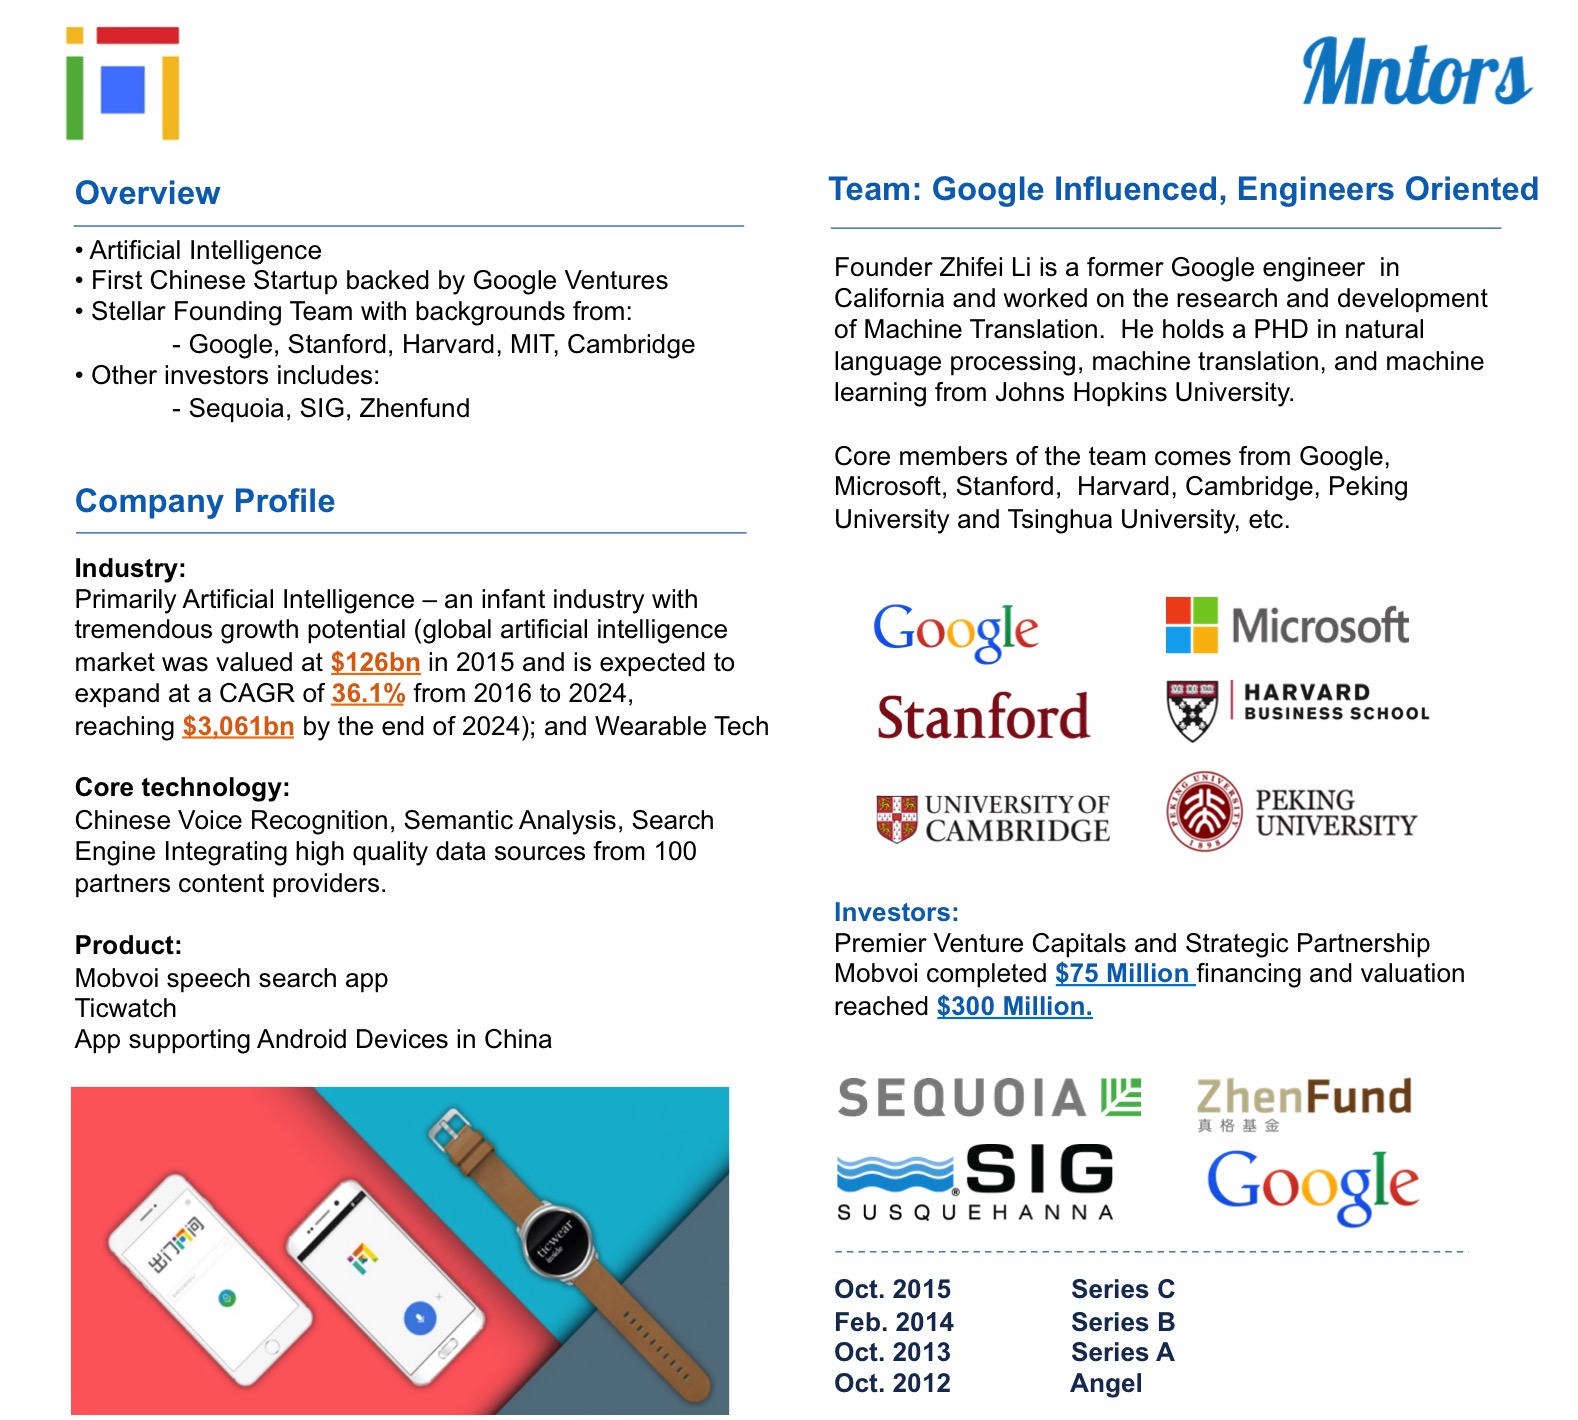 Mntors
Overview
• Artificial Intelligence
• First Chinese Startup backed by Google Ventures
• Stellar Founding Team with backgrounds from:
- Google, Stanford, Harvard, MIT, Cambridge
• Other investors includes:
- Sequoia, SIG, Zhenfund
Company Profile
Industry:
Primarily Artificial Intelligence – an infant industry with
tremendous growth potential (global artificial intelligence
market was valued at $126bn in 2015 and is expected to
expand at a CAGR of 36.1% from 2016 to 2024,
reaching $3,061bn by the end of 2024); and Wearable Tech
Core technology:
Chinese Voice Recognition, Semantic Analysis, Search
Engine Integrating high quality data sources from 100
partners content providers.
Product:
Mobvoi speech search app
Ticwatch
App supporting Android Devices in China
出门问问
ticwear
inside
Team: Google Influenced, Engineers Oriented
Founder Zhifei Li is a former Google engineer in
California and worked on the research and development
of Machine Translation. He holds a PHD in natural
language processing, machine translation, and machine
learning from Johns Hopkins University.
Core members of the team comes from Google,
Microsoft, Stanford, Harvard, Cambridge, Peking
University and Tsinghua University, etc.
Google
Microsoft
Stanford
HARVARD
BUSINESS SCHOOL
UNIVERSITY OF
CAMBRIDGE
PEKING UNIVERSITY
1898
PEKING
UNIVERSITY
Investors:
Premier Venture Capitals and Strategic Partnership
Mobvoi completed $75 Million financing and valuation
reached $300 Million.
SEQUOIA
ZhenFund
真格基金
SIG
®
SUSQUEHANNA
Google
Oct. 2015 Series C
Feb. 2014 Series B
Oct. 2013 Series A
Oct. 2012 Angel